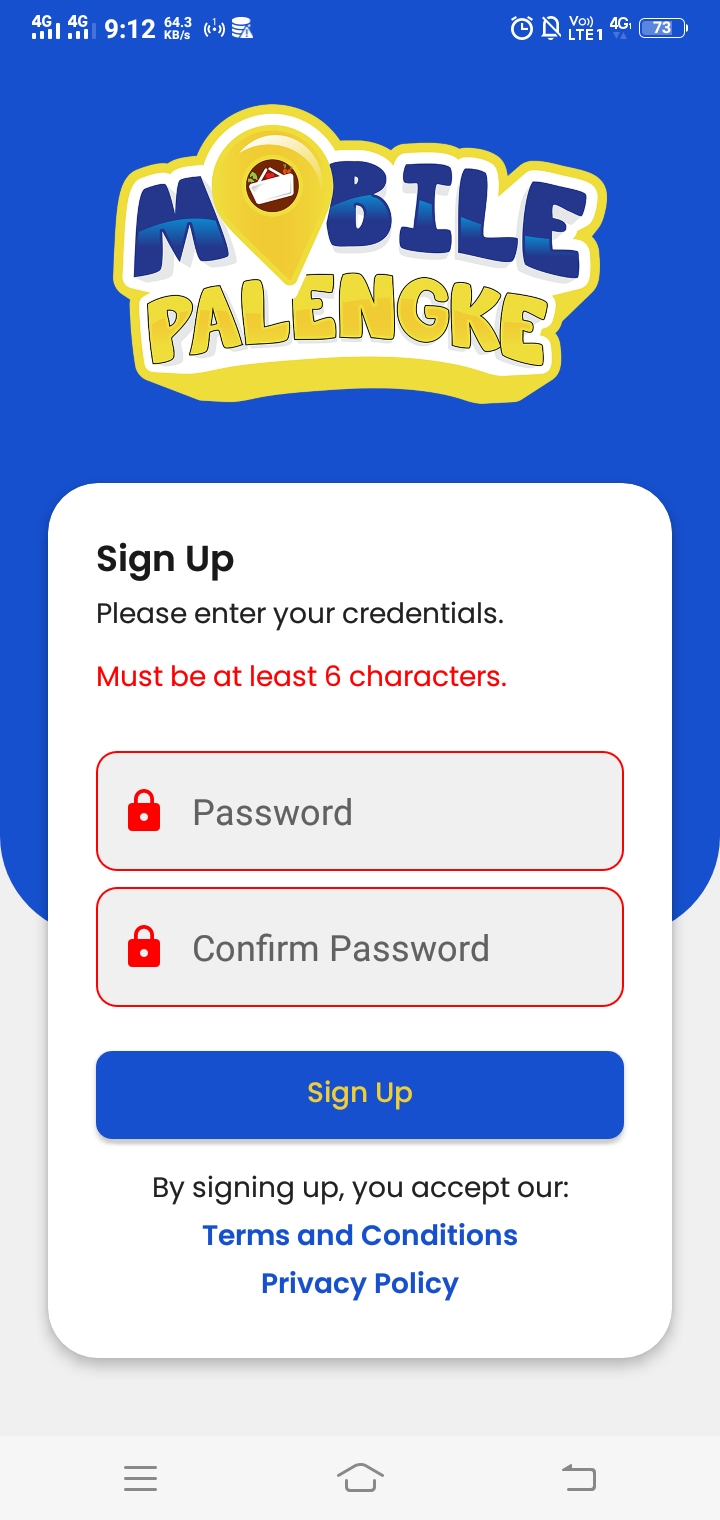 4G 4G 9:12 64.3 KB/s Vo)) LTE1 4G 73
MOBILE
PALENGKE
Sign Up
Please enter your credentials.
Must be at least 6 characters.
Password
Confirm Password
Sign Up
By signing up, you accept our:
Terms and Conditions
Privacy Policy